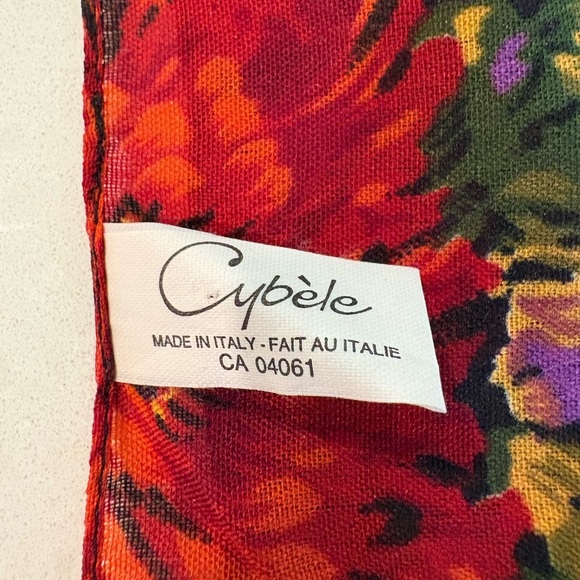 Cybèle
MADE IN ITALY - FAIT AU ITALIE
CA 04061